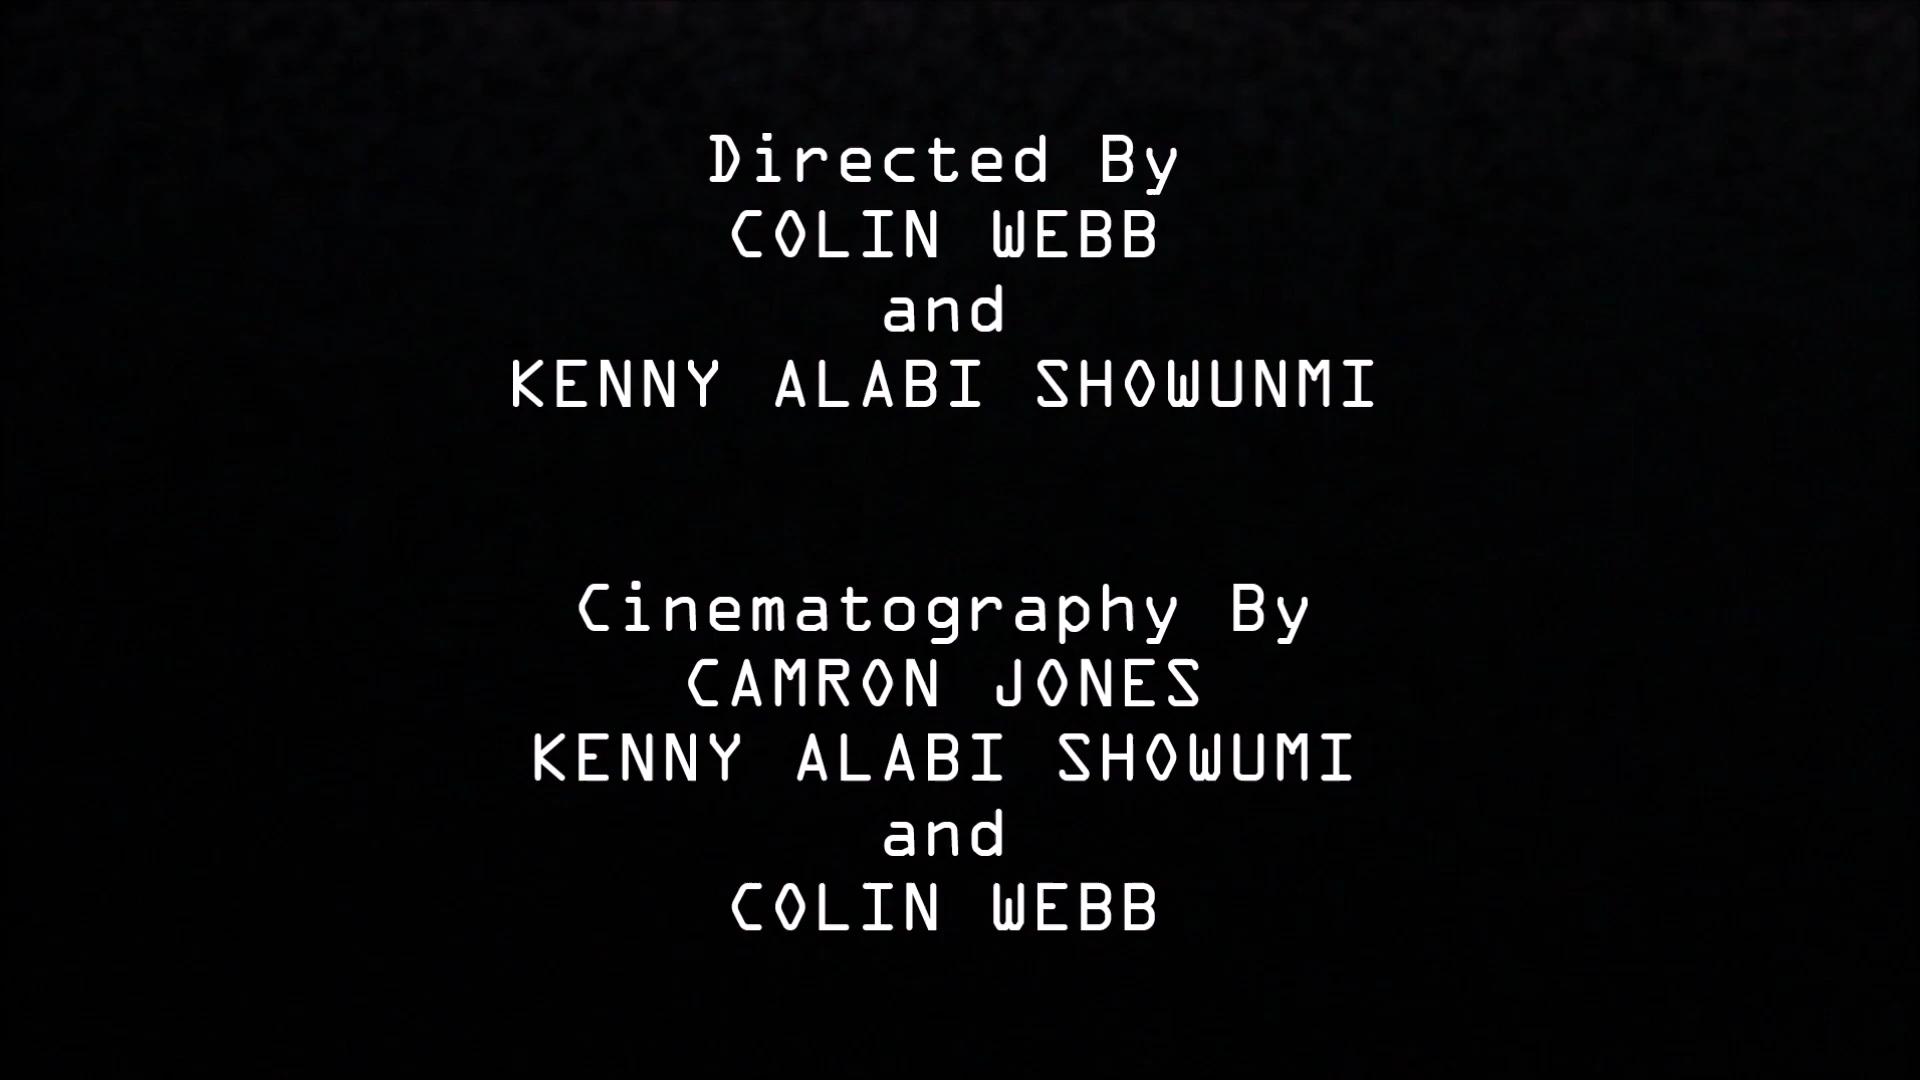 Directed By
COLIN WEBB
and
KENNY ALABI SHOWUNMI
Cinematography By
CAMRON JONES
KENNY ALABI SHOWUMI
and
COLIN WEBB